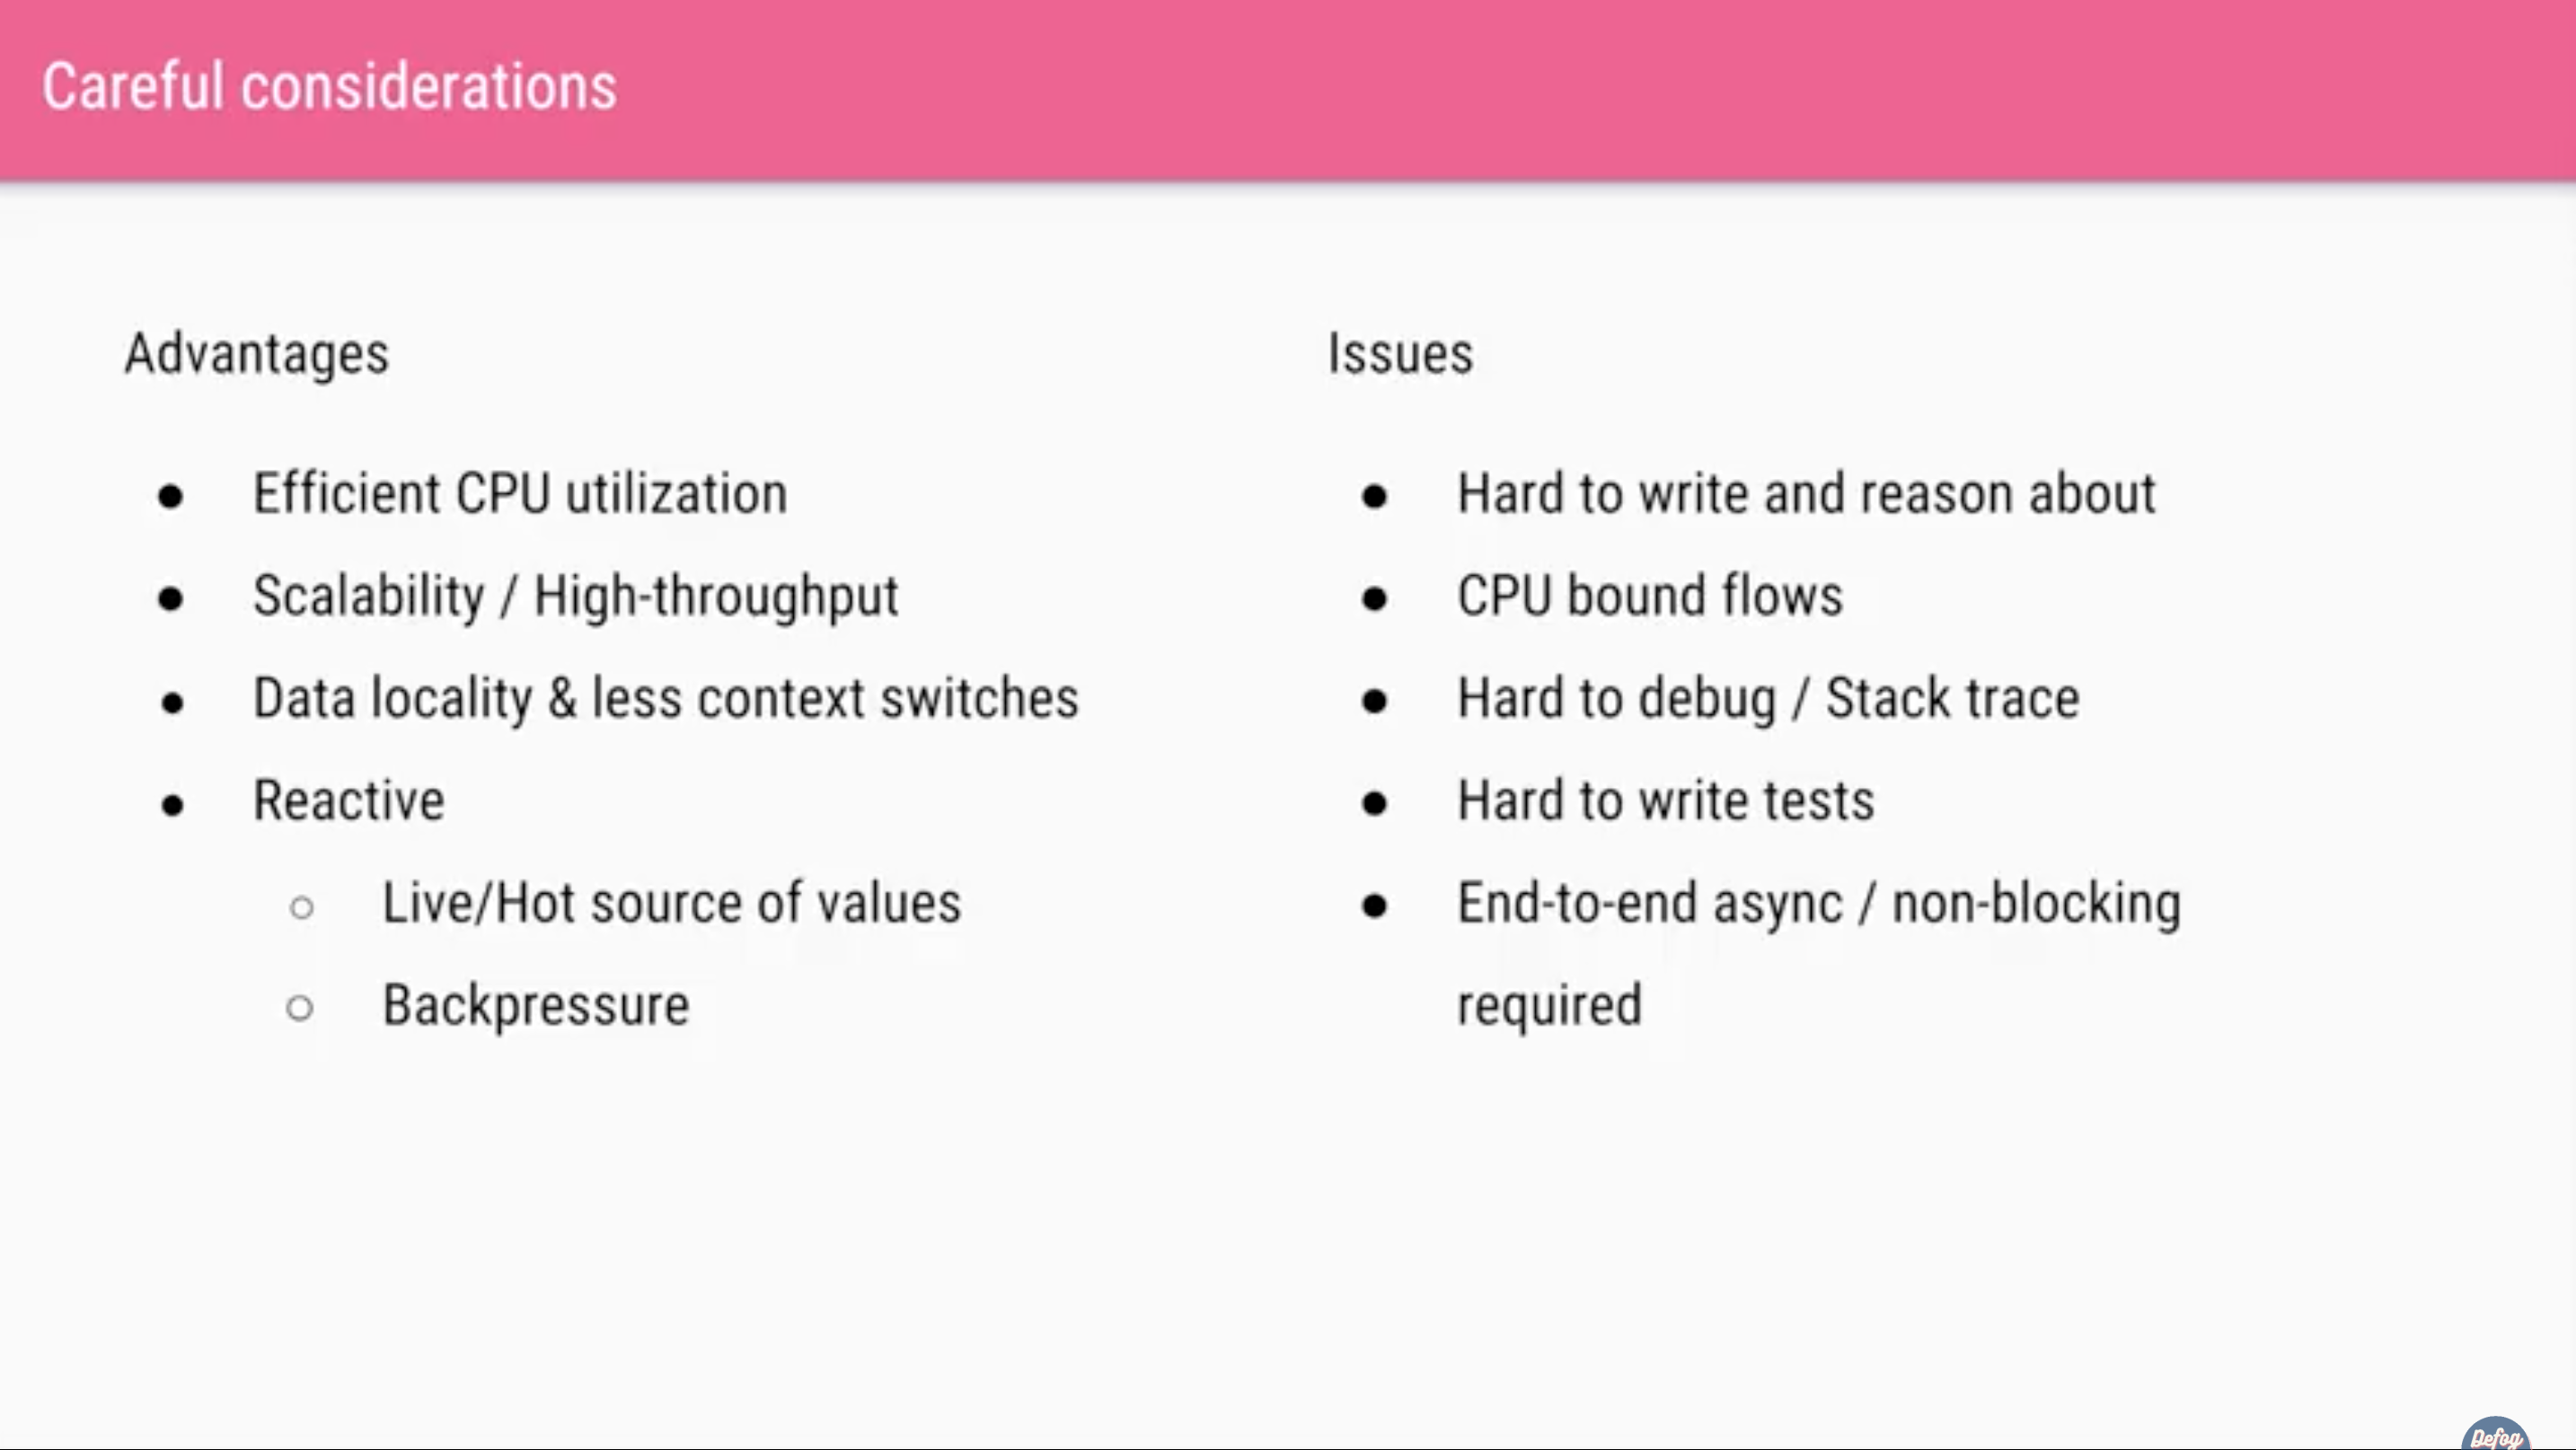 Careful considerations
Advantages
● Efficient CPU utilization
● Scalability / High-throughput
● Data locality & less context switches
● Reactive
○ Live/Hot source of values
○ Backpressure
Issues
● Hard to write and reason about
● CPU bound flows
● Hard to debug / Stack trace
● Hard to write tests
● End-to-end async / non-blocking
required
Defog